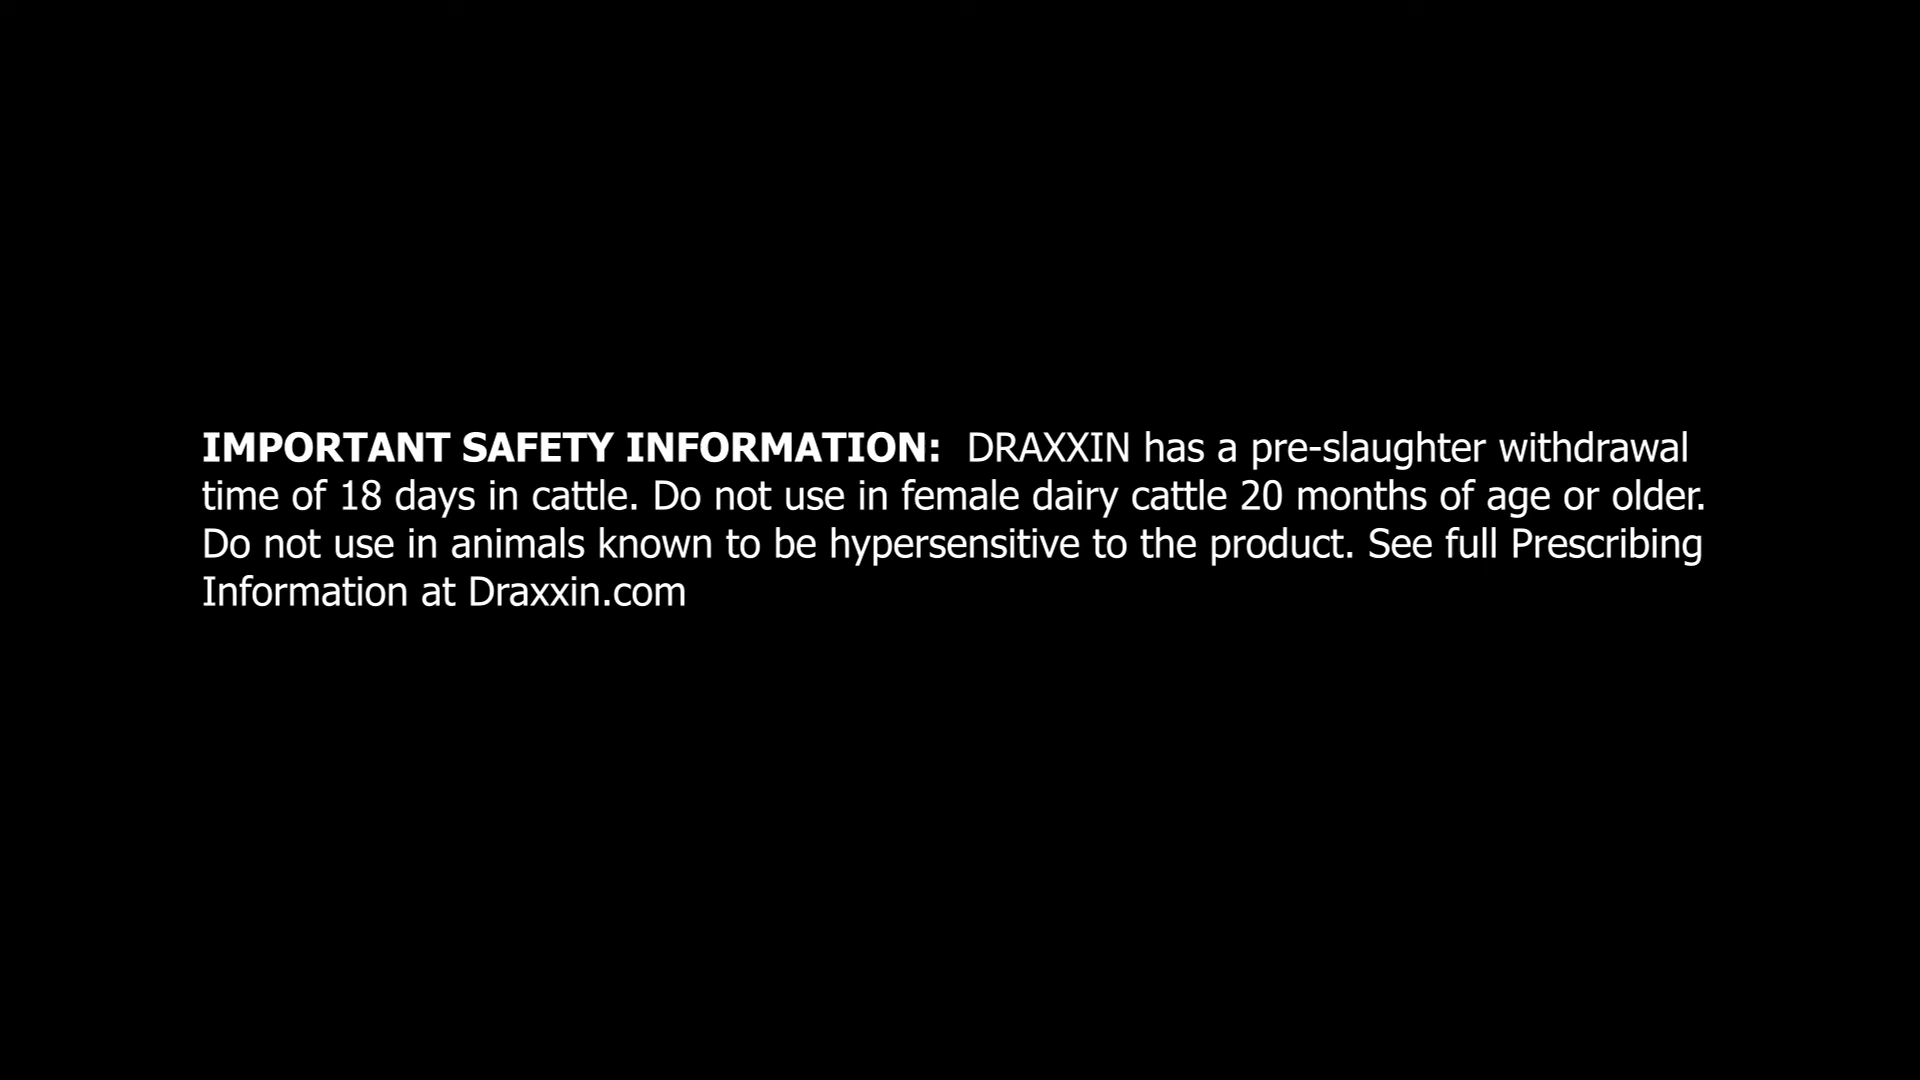 IMPORTANT SAFETY INFORMATION:  DRAXXIN has a pre-slaughter withdrawal
time of 18 days in cattle. Do not use in female dairy cattle 20 months of age or older.
Do not use in animals known to be hypersensitive to the product. See full Prescribing
Information at Draxxin.com